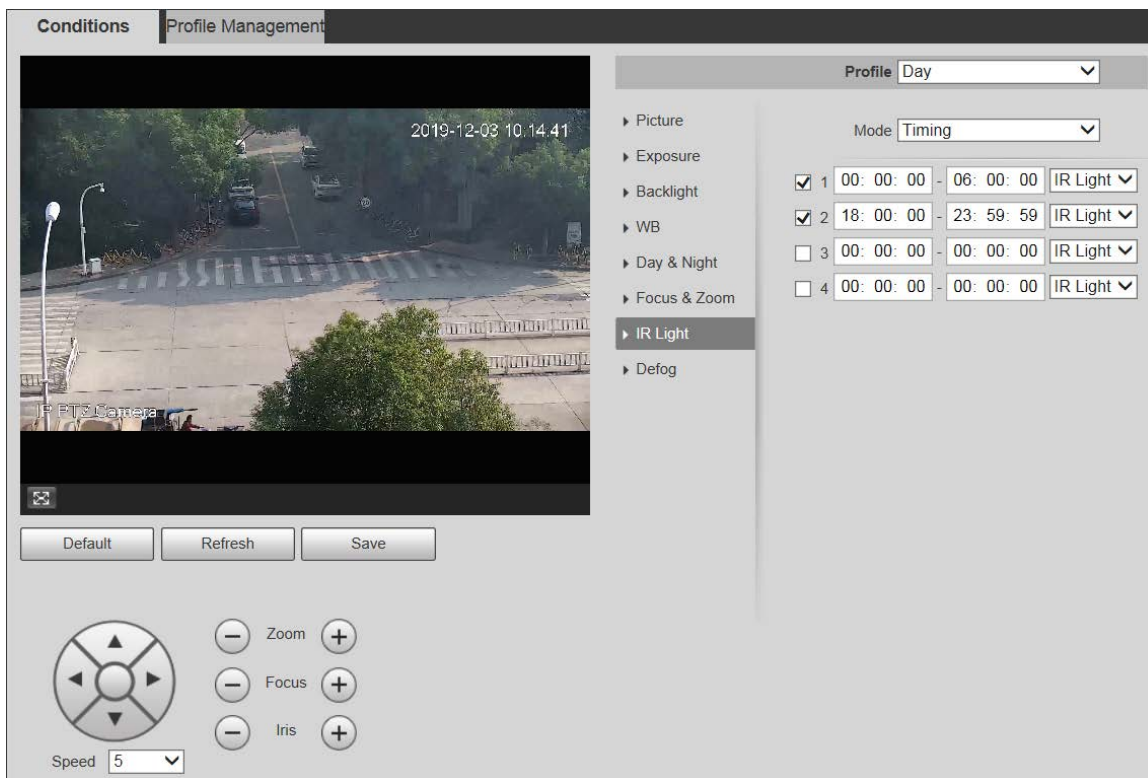 Conditions
Profile Management
Profile Day
2019-12-03 10:14:41
IP PTZ Camera
Picture
Exposure
Backlight
WB
Day & Night
Focus & Zoom
IR Light
Defog
Mode Timing
1 00: 00: 00 - 06: 00: 00 IR Light
2 18: 00: 00 - 23: 59: 59 IR Light
3 00: 00: 00 - 00: 00: 00 IR Light
4 00: 00: 00 - 00: 00: 00 IR Light
Default
Refresh
Save
Zoom
Focus
Iris
Speed 5